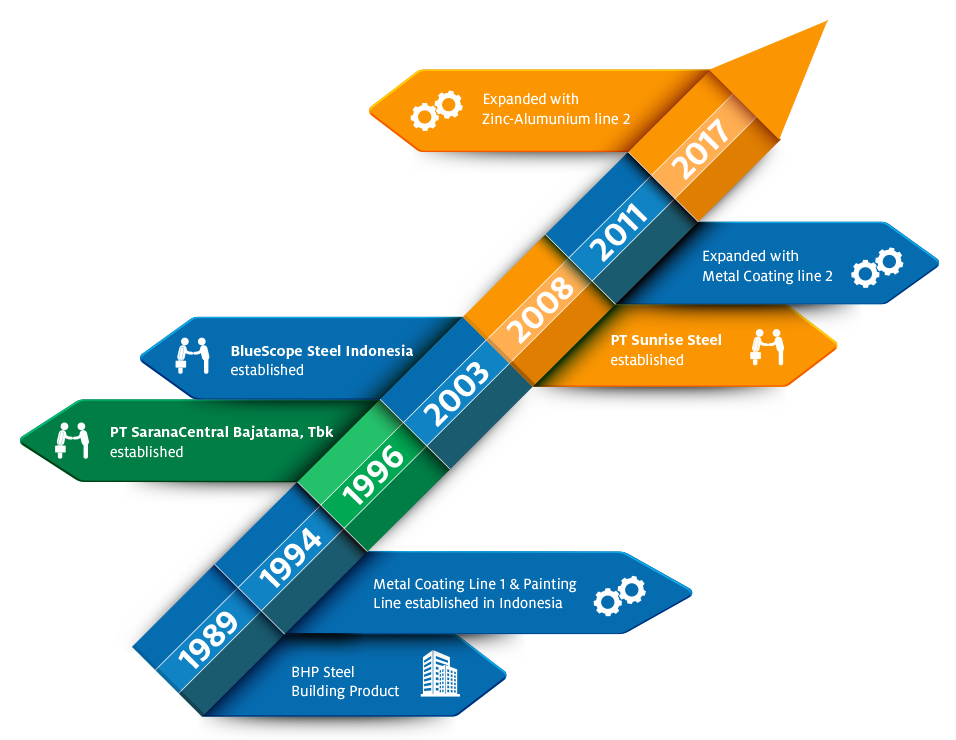 Expanded with
Zinc-Alumunium line 2
2017
2011
Expanded with
Metal Coating line 2
2008
PT Sunrise Steel
established
BlueScope Steel Indonesia
established
2003
PT SaranaCentral Bajatama, Tbk
established
1996
1994
Metal Coating Line 1 & Painting
Line established in Indonesia
1989
BHP Steel
Building Product